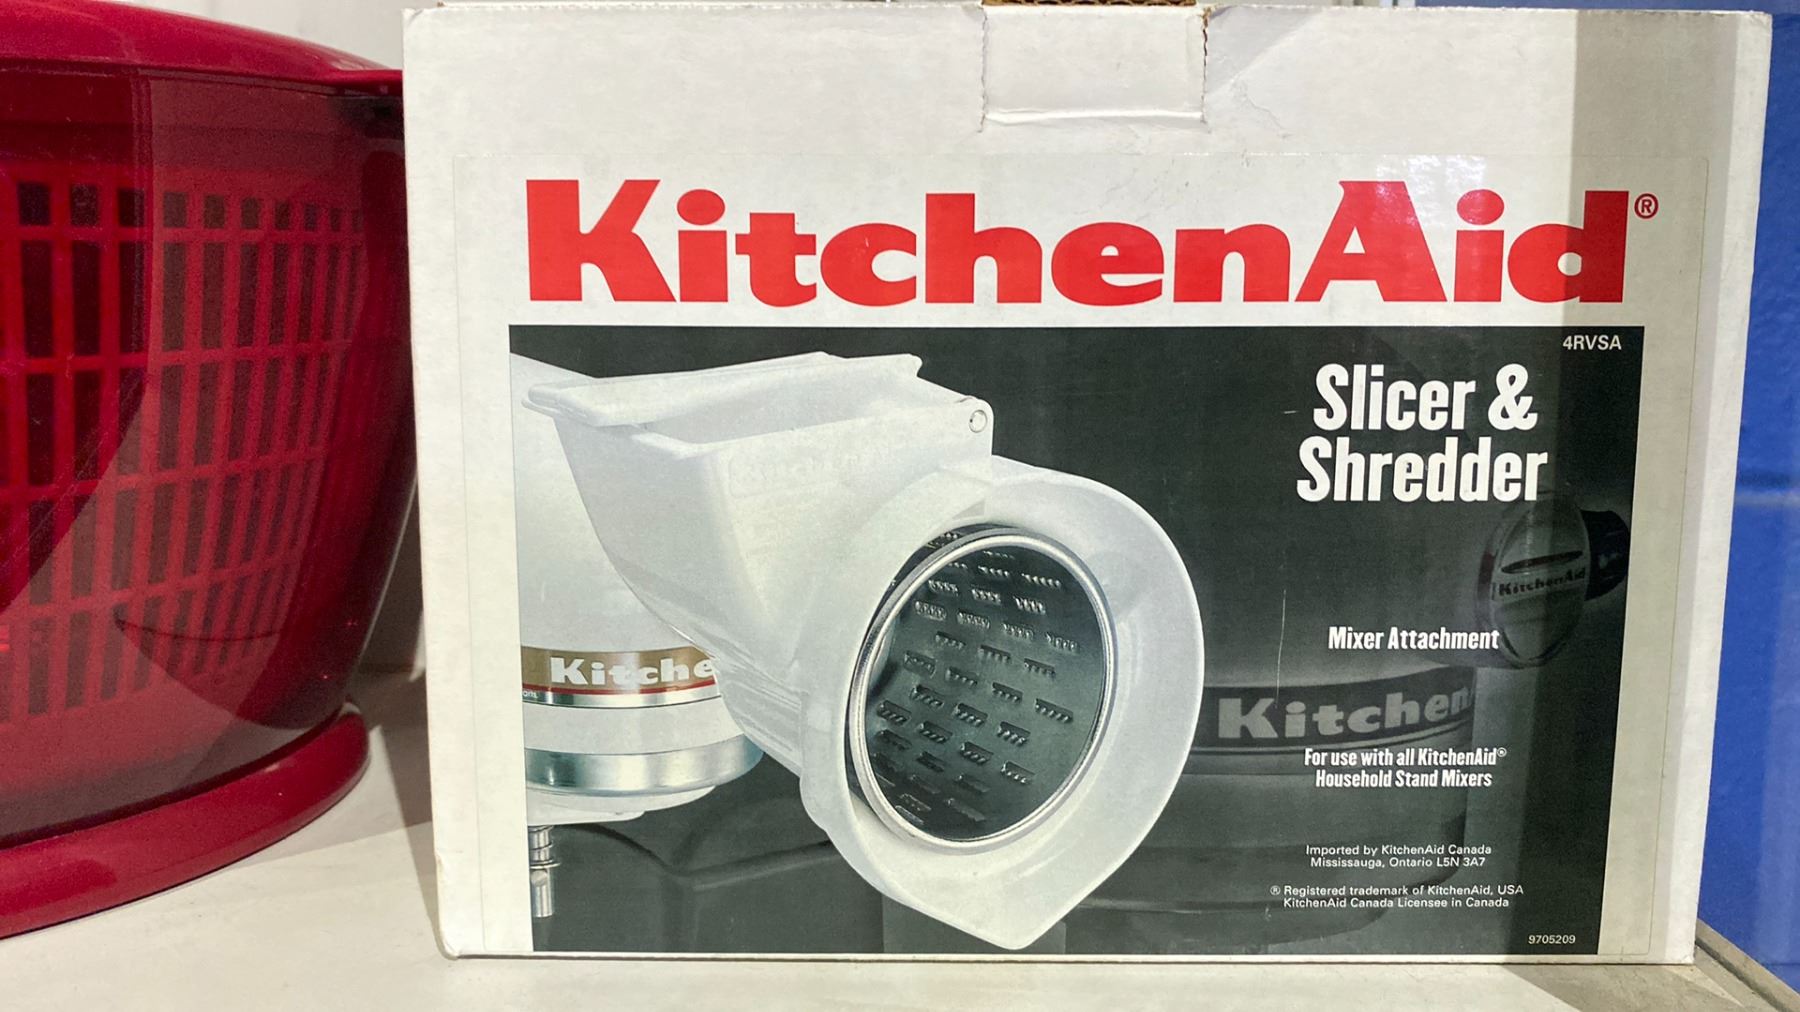 KitchenAid®
4RVSA
Slicer &
Shredder
KitchenAid
Mixer Attachment
Kitche
Kitchen
For use with all KitchenAid®
Household Stand Mixers
Imported by KitchenAid Canada
Mississauga, Ontario L5N 3A7
® Registered trademark of KitchenAid, USA
KitchenAid Canada Licensee in Canada
9705209